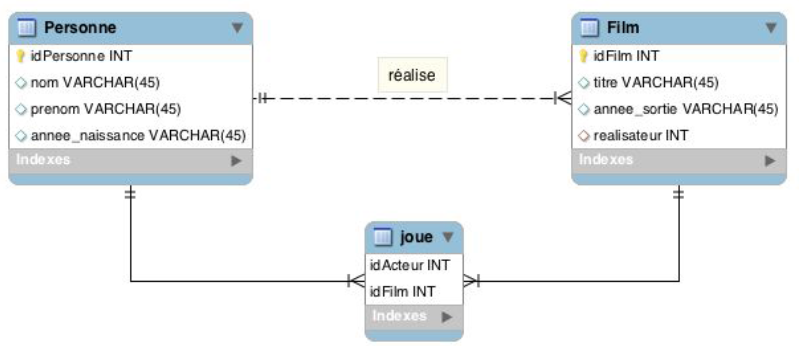 Personne
idPersonne INT
nom VARCHAR(45)
prenom VARCHAR(45)
annee_naissance VARCHAR(45)
Indexes
réalise
Film
idFilm INT
titre VARCHAR(45)
annee_sortie VARCHAR(45)
realisateur INT
Indexes
joue
idActeur INT
idFilm INT
Indexes